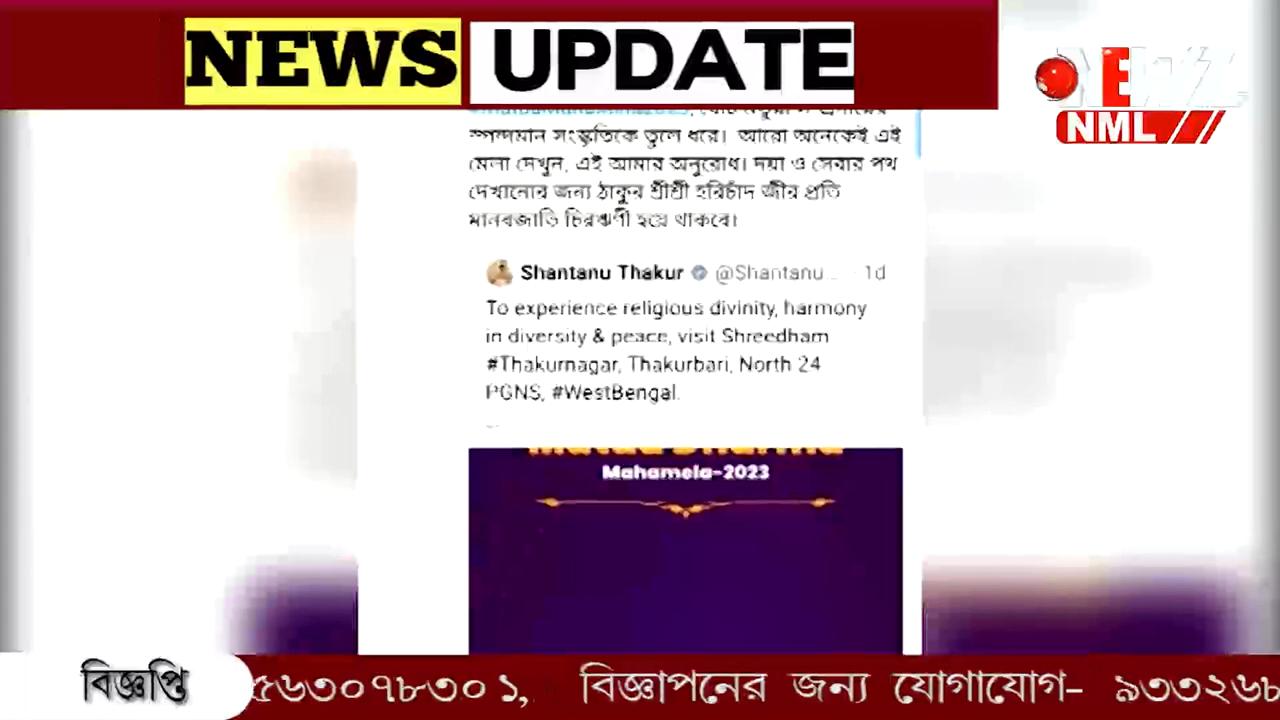 NEWS UPDATE
NEWZ
NML
স্পন্দমান সংস্কৃতিকে তুলে ধরে। আরো অনেকেই এই
মেলা দেখুন, এই আমার অনুরোধ। দয়া ও সেবার পথ
দেখানোর জন্য ঠাকুর শ্রীশ্রী হরিচাঁদ জীর প্রতি
মানবজাতি চিরঋণী হয়ে থাকবে।
Shantanu Thakur @Shantanu... · 1d
To experience religious divinity, harmony
in diversity & peace, visit Shreedham
#Thakurnagar, Thakurbari, North 24
PGNS, #WestBengal.
Mahamela-2023
বিজ্ঞপ্তি ৫৬৩০৭৮৩০১, বিজ্ঞাপনের জন্য যোগাযোগ- ৯৩৩২৬৮